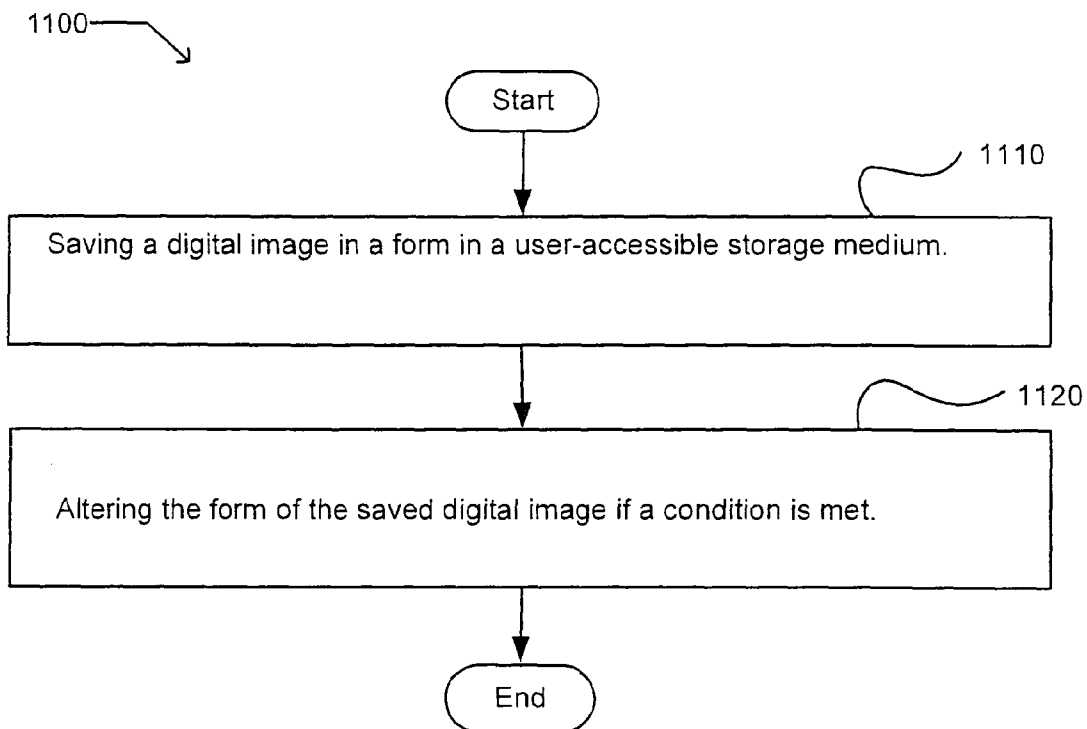 1100
Start
1110
Saving a digital image in a form in a user-accessible storage medium.
1120
Altering the form of the saved digital image if a condition is met.
End